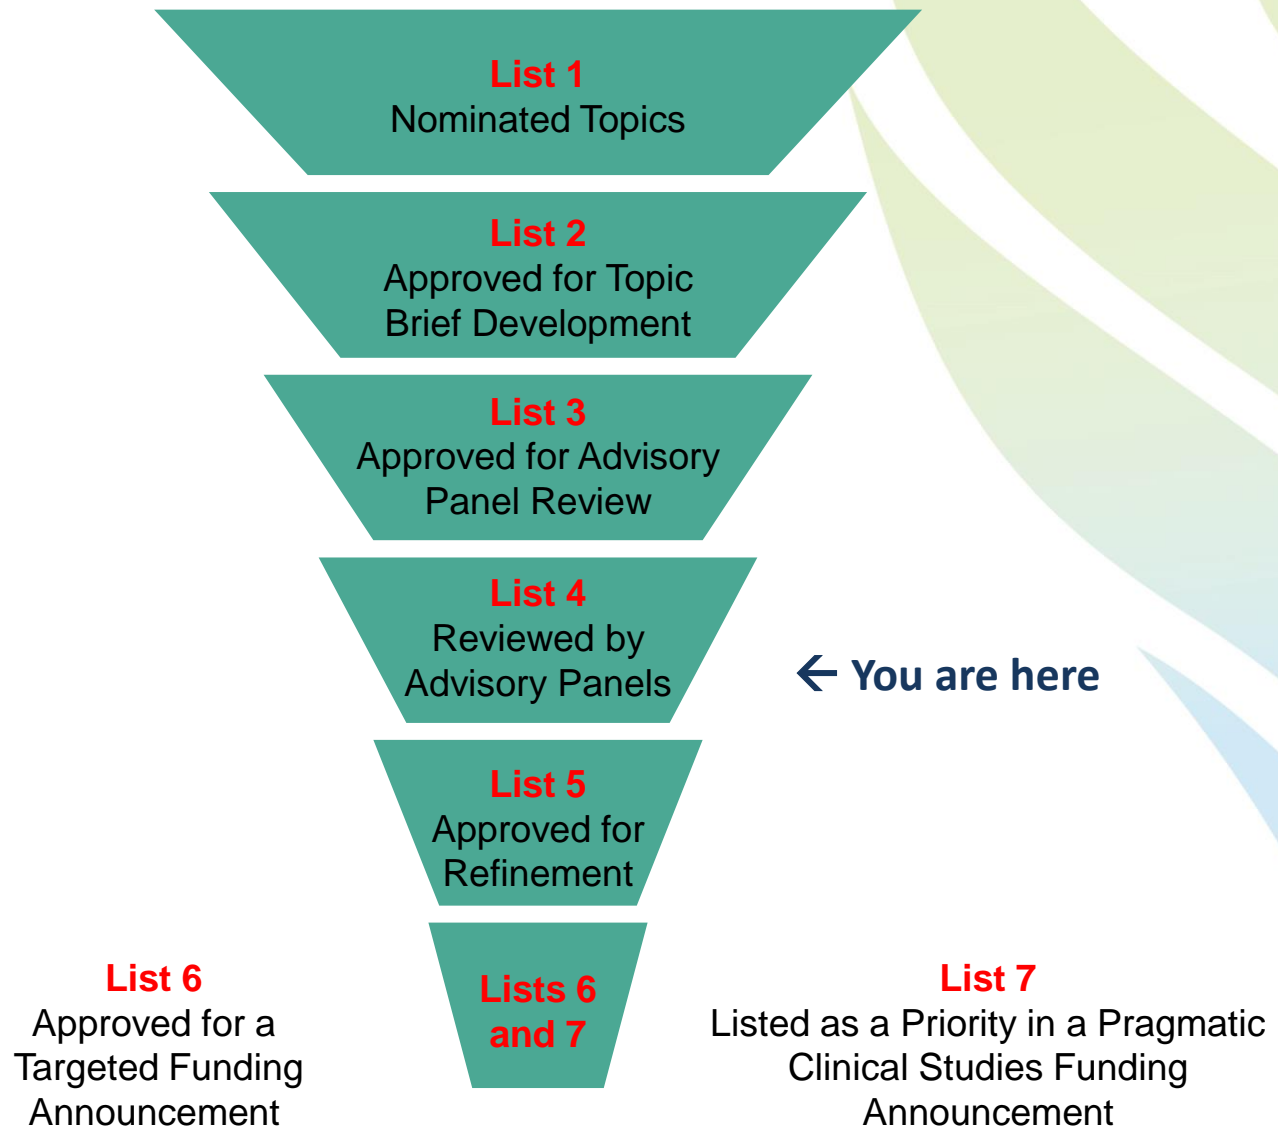 List 1
Nominated Topics
List 2
Approved for Topic
Brief Development
List 3
Approved for Advisory
Panel Review
List 4
Reviewed by
Advisory Panels
← You are here
List 5
Approved for
Refinement
Lists 6
and 7
List 6
Approved for a
Targeted Funding
Announcement
List 7
Listed as a Priority in a Pragmatic
Clinical Studies Funding
Announcement